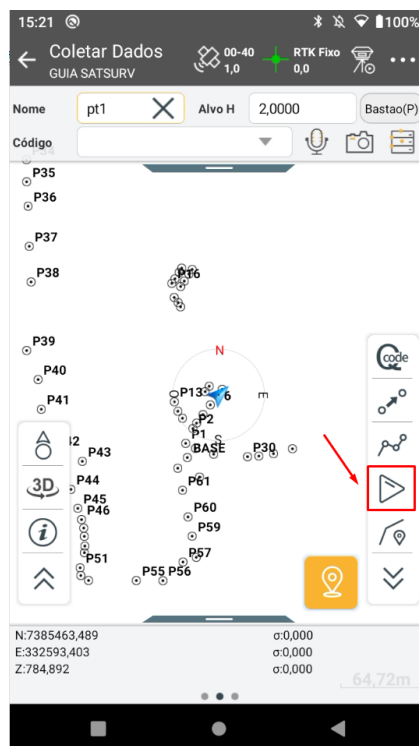 15:21 100%
Coletar Dados 00-40 RTK Fixo
GUIA SATSURV 1,0 0,0
Nome pt1 Alvo H 2,0000 Bastao(P)
Código
P34
P35
P36
P37
P38 P16
P39 N
P40 code
P13 6 E
P41 P2
P1 S
42 P43 BASE P30
3D P44 P61
P45
P46 P60
P59
P51 P57
P55 P56
N:7385463,489 σ:0,000
E:332593,403 σ:0,000
Z:784,892 σ:0,000
64,72m